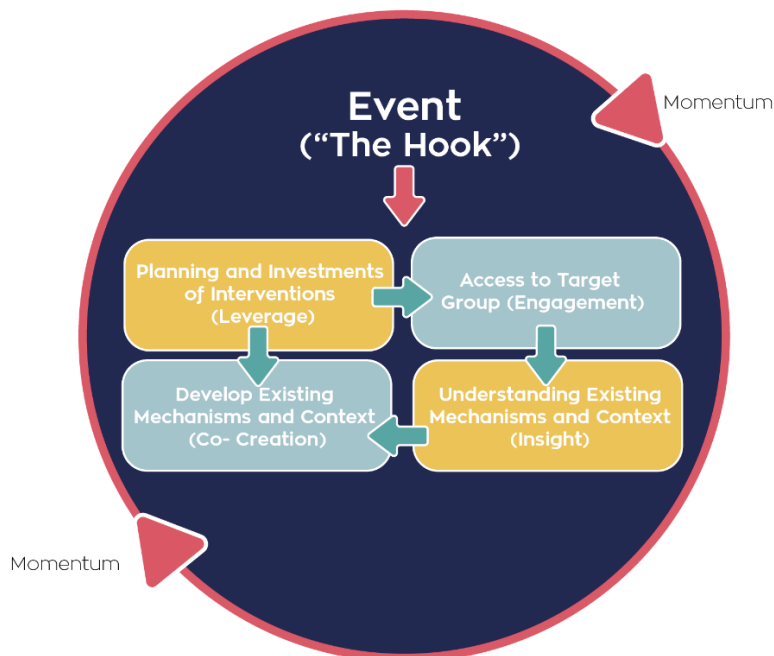 Momentum
Event
(“The Hook”)
Planning and Investments
of Interventions
(Leverage)
Access to Target
Group (Engagement)
Develop Existing
Mechanisms and Context
(Co- Creation)
Understanding Existing
Mechanisms and Context
(Insight)
Momentum